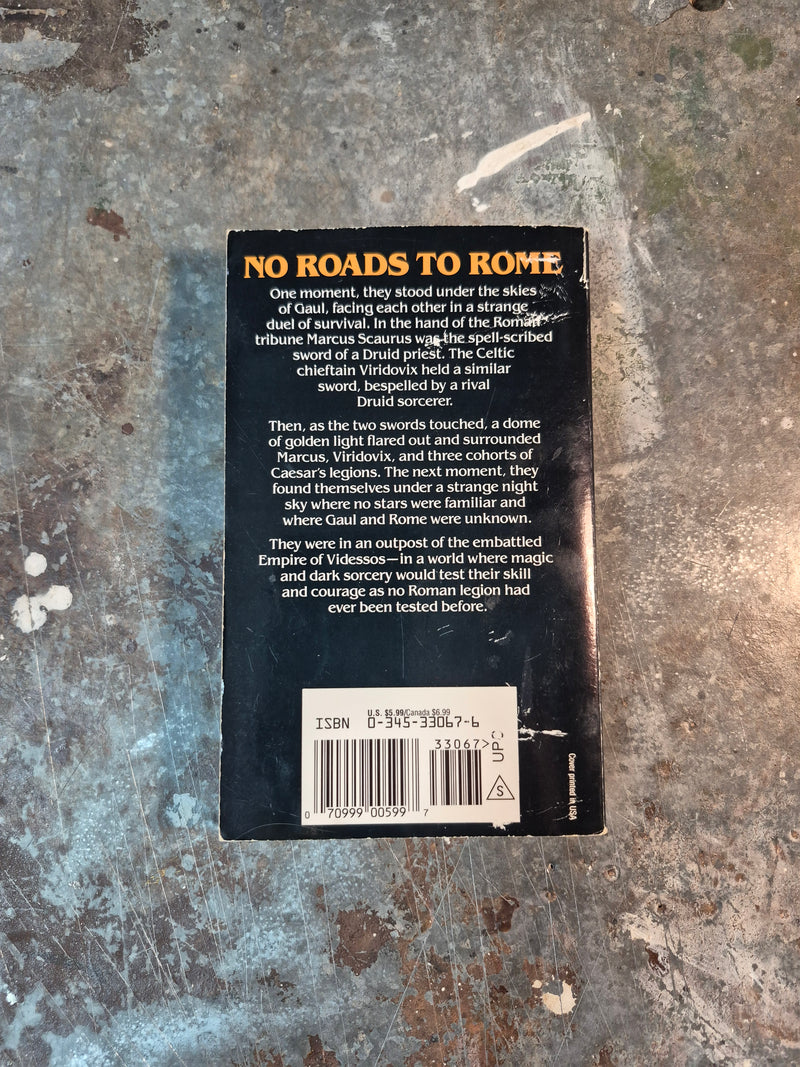 NO ROADS TO ROME
One moment, they stood under the skies
of Gaul, facing each other in a strange
duel of survival. In the hand of the Roman
tribune Marcus Scaurus was the spell-scribed
sword of a Druid priest. The Celtic
chieftain Viridovix held a similar
sword, bespelled by a rival
Druid sorcerer.
Then, as the two swords touched, a dome
of golden light flared out and surrounded
Marcus, Viridovix, and three cohorts of
Caesar's legions. The next moment, they
found themselves under a strange night
sky where no stars were familiar and
where Gaul and Rome were unknown.
They were in an outpost of the embattled
Empire of Videssos—in a world where magic
and dark sorcery would test their skill
and courage as no Roman legion had
ever been tested before.
U.S. $5.99/Canada $6.99
ISBN 0-345-33067-6
33067>
UPC
S
0 70999 00599 7
Cover printed in USA